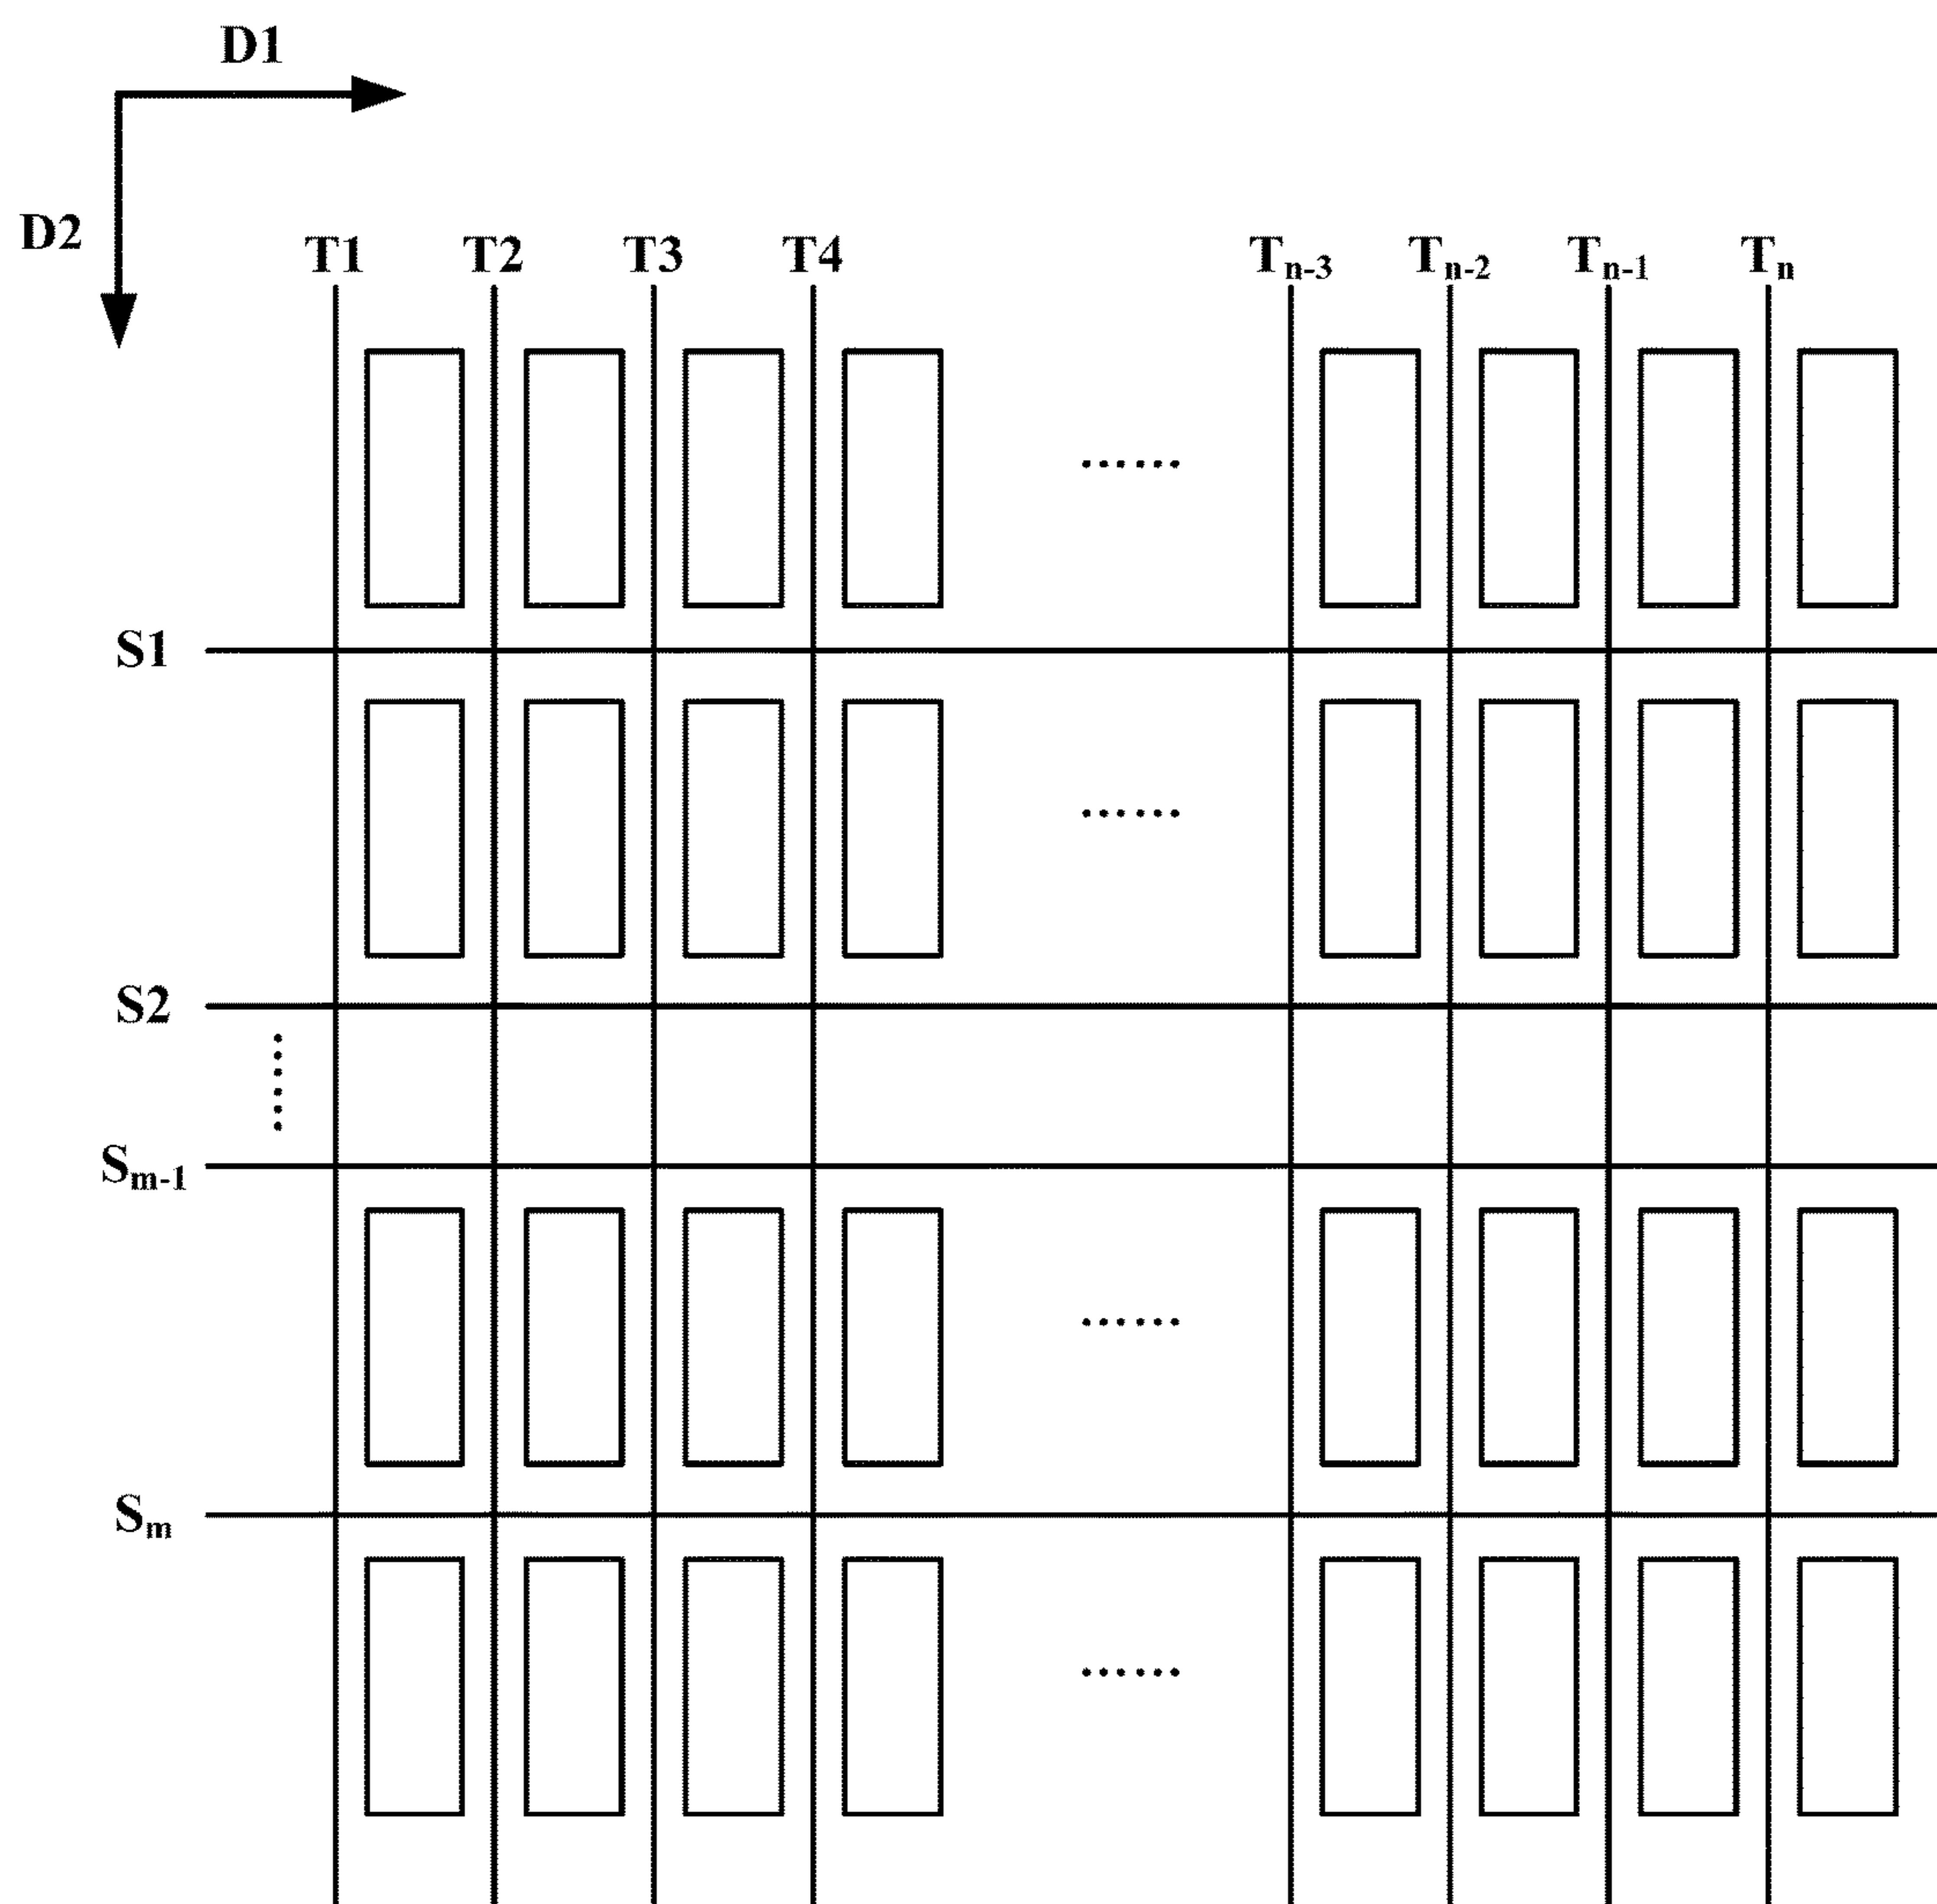 D1
D2
T1 T2 T3 T4 Tn-3 Tn-2 Tn-1 Tn
......
S1
......
S2
......
Sm-1
......
Sm
......